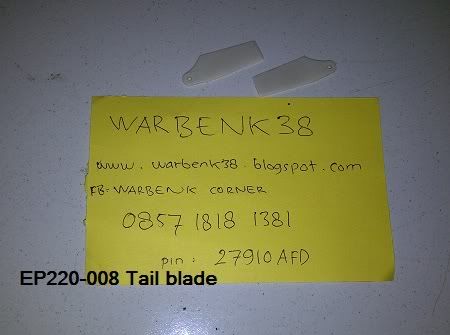 WARBENK38
www.warbenk38.blogspot.com
FB-WARBENK CORNER
0857 1818 1381
pin: 27910AFD
EP220-008 Tail blade